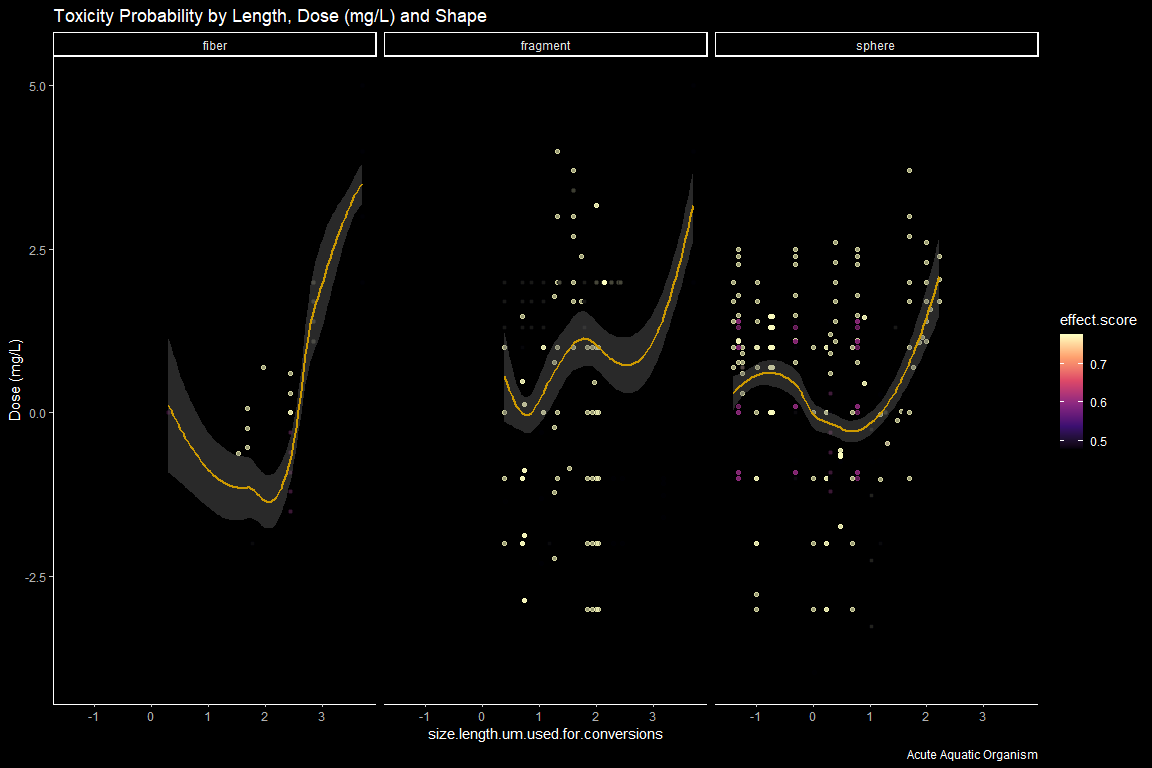 Toxicity Probability by Length, Dose (mg/L) and Shape
fiber
fragment
sphere
5.0
2.5
0.0
-2.5
Dose (mg/L)
-1 0 1 2 3
-1 0 1 2 3
-1 0 1 2 3
size.length.um.used.for.conversions
effect.score
0.7
0.6
0.5
Acute Aquatic Organism